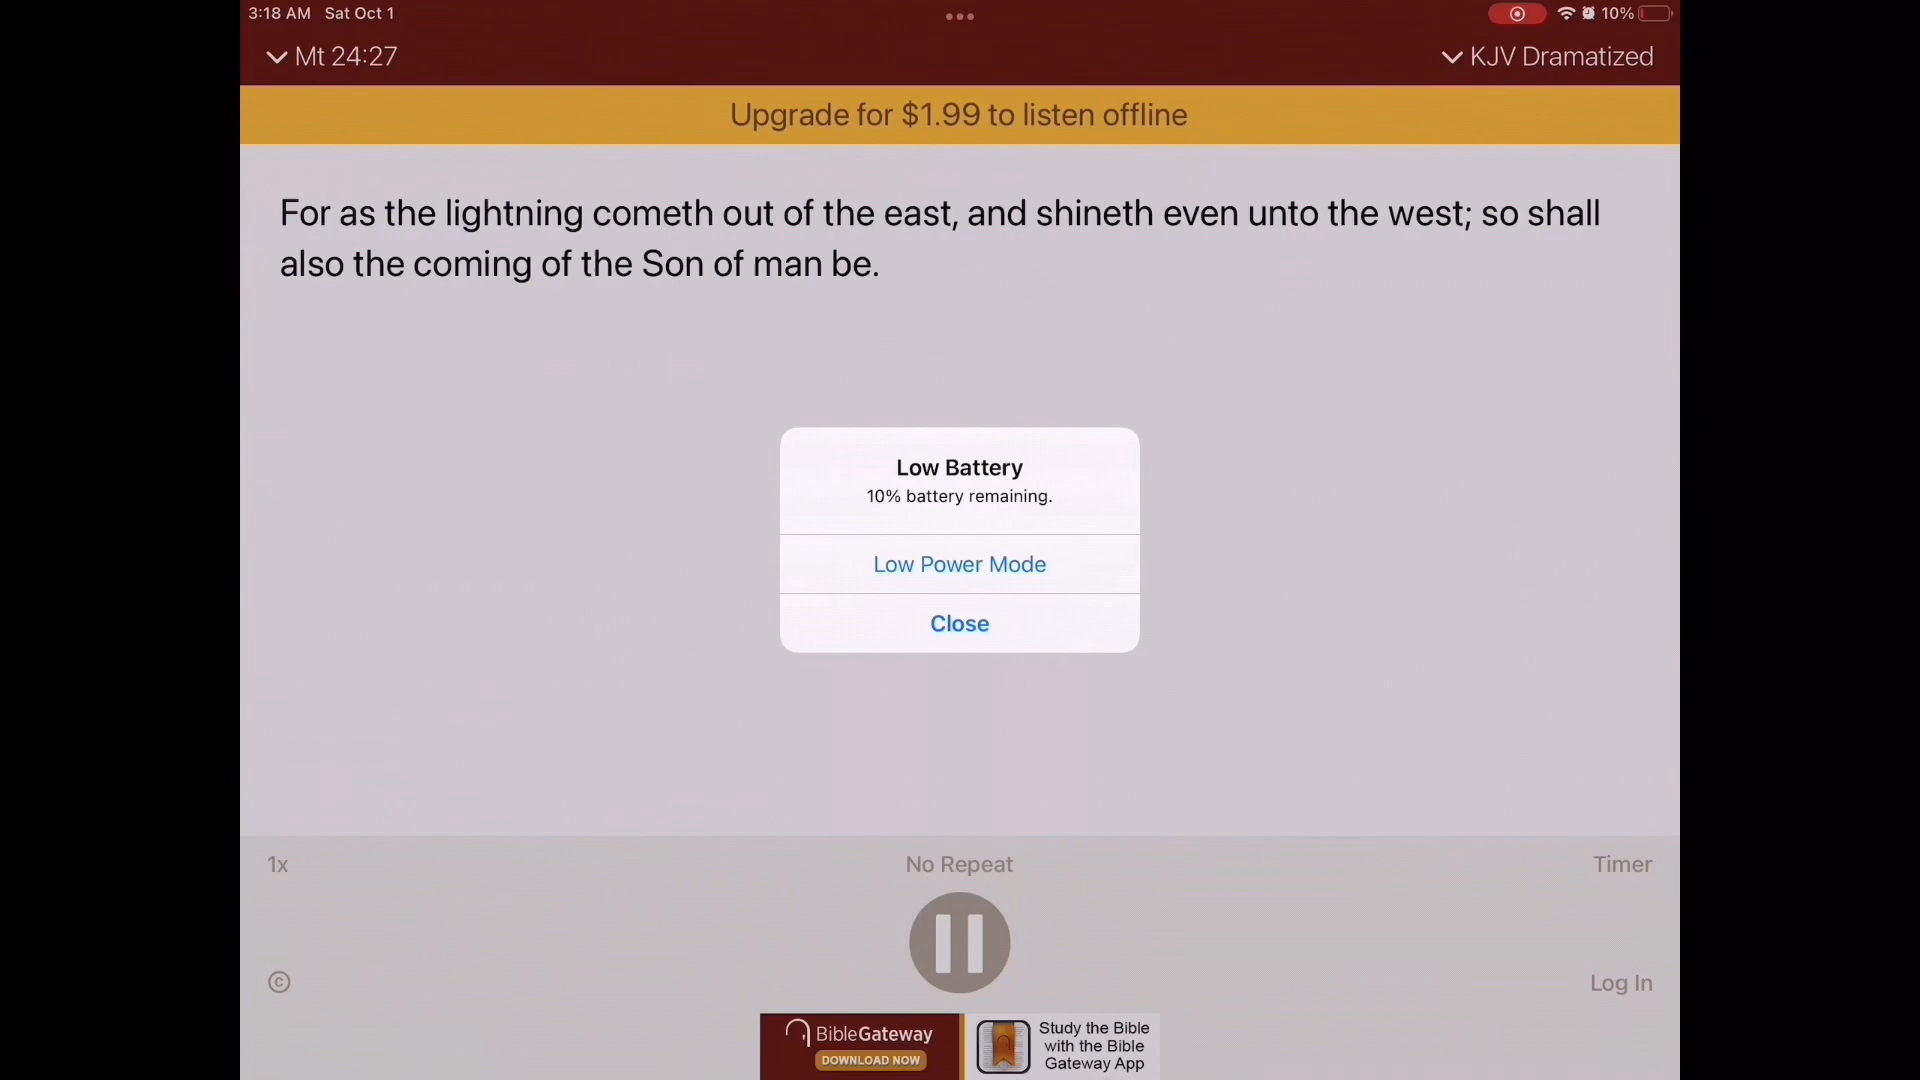 3:18 AM Sat Oct 1
10%
Mt 24:27
KJV Dramatized
Upgrade for $1.99 to listen offline
For as the lightning cometh out of the east, and shineth even unto the west; so shall
also the coming of the Son of man be.
Low Battery
10% battery remaining.
Low Power Mode
Close
1x
No Repeat
Timer
©
Log In
BibleGateway
DOWNLOAD NOW
Study the Bible
with the Bible
Gateway App